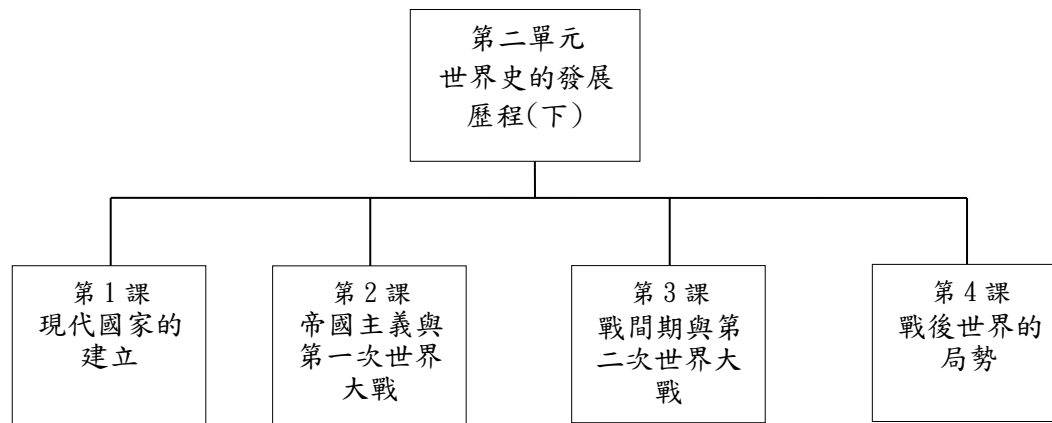 第二單元
世界史的發展
歷程(下)
第1課
現代國家的
建立
第2課
帝國主義與
第一次世界
大戰
第3課
戰間期與第
二次世界大
戰
第4課
戰後世界的
局勢